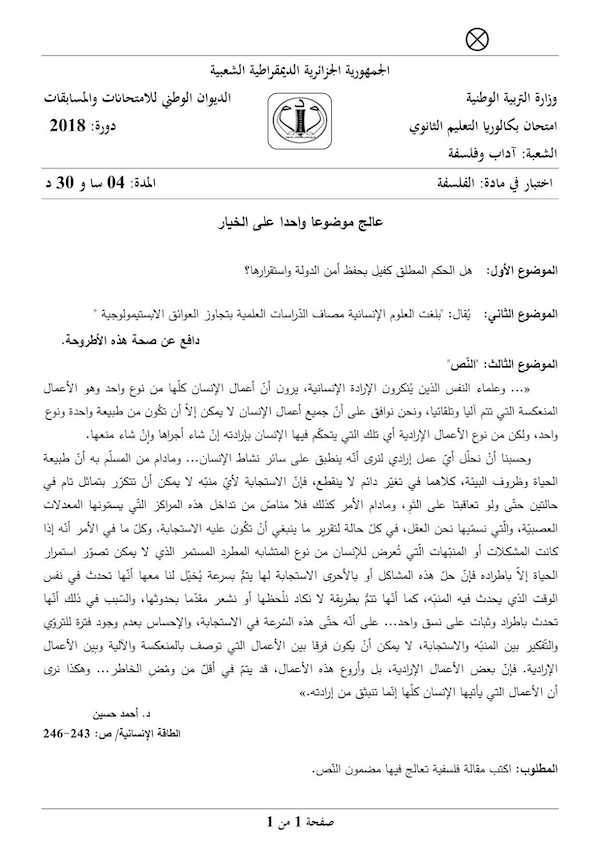 الجمهورية الجزائرية الديمقراطية الشعبية
وزارة التربية الوطنية
الديوان الوطني للامتحانات والمسابقات
امتحان بكالوريا التعليم الثانوي
دورة: 2018
الشعبة: آداب وفلسفة
اختبار في مادة: الفلسفة
المدة: 04 سا و 30 د
عالج موضوعا واحدا على الخيار
الموضوع الأول: هل الحكم المطلق كفيل بحفظ أمن الدولة واستقرارها؟
الموضوع الثاني: يُقال: "بلغت العلوم الإنسانية مصاف الدّراسات العلمية بتجاوز العوائق الابستيمولوجية "
دافع عن صحة هذه الأطروحة.
الموضوع الثالث: "النّص"
«... وعلماء النفس الذين يُنكرون الإرادة الإنسانية، يرون أنّ أعمال الإنسان كلّها من نوع واحد وهو الأعمال
المنعكسة التي تتم آليا وتلقائيا، ونحن نوافق على أنّ جميع أعمال الإنسان لا يمكن إلاّ أن تكُون من طبيعة واحدة ونوع
واحد، ولكن من نوع الأعمال الإرادية أي تلك التي يتحكّم فيها الإنسان بإرادته إنْ شاء أجراها وإنْ شاء منعها.
وحسبنا أنْ نحلّل أيّ عمل إرادي لنرى أنّه ينطبق على سائر نشاط الإنسان... ومادام من المسلّم به أنّ طبيعة
الحياة وظروف البيئة، كلاهما في تغيّر دائم لا ينقطع، فإنّ الاستجابة لأيّ منبّه لا يمكن أنْ تتكرّر بتماثل تام في
حالتين حتّى ولو تعاقبتا على التَو، ومادام الأمر كذلك فلا مناصّ من تداخل هذه المراكز التّي يسمّونها المعدلات
العصبيّة، والّتي نسمّيها نحن العقل، في كلّ حالة لتقرير ما ينبغي أنْ تكُون عليه الاستجابة. وكلّ ما في الأمر أنّه إذا
كانت المشكلات أو المنبّهات الّتي تُعرض للإنسان من نوع المتشابه المطرد المستمر الذي لا يمكن تصوّر استمرار
الحياة إلاّ باطراده فإنّ حلّ هذه المشاكل أو بالأحرى الاستجابة لها يتمُّ بسرعة يُخيّل لنا معها أنّها تحدث في نفس
الوقت الذي يحدث فيه المنبّه، كما أنّها تتمُّ بطريقة لا نكاد نلْحظها أو نشعر مقدّما بحدوثها، والسّبب في ذلك أنّها
تحدث باطراد وثبات على نسق واحد... على أنّه حتّى هذه السّرعة في الاستجابة، والإحساس بعدم وجود فترة للتروّي
والتّفكير بين المنبّه والاستجابة، لا يمكن أنْ يكون فرقا بين الأعمال التي توصف بالمنعكسة والآلية وبين الأعمال
الإرادية. فإنّ بعض الأعمال الإرادية، بل وأروع هذه الأعمال، قد يتمّ في أقلّ من ومْض الخاطر... وهكذا نرى
أن الأعمال التي يأتيها الإنسان كلّها إنّما تنبثق من إرادته.»
د. أحمد حسين
الطاقة الإنسانية/ ص: 243-246
المطلوب: اكتب مقالة فلسفية تعالج فيها مضمون النّص.
صفحة 1 من 1